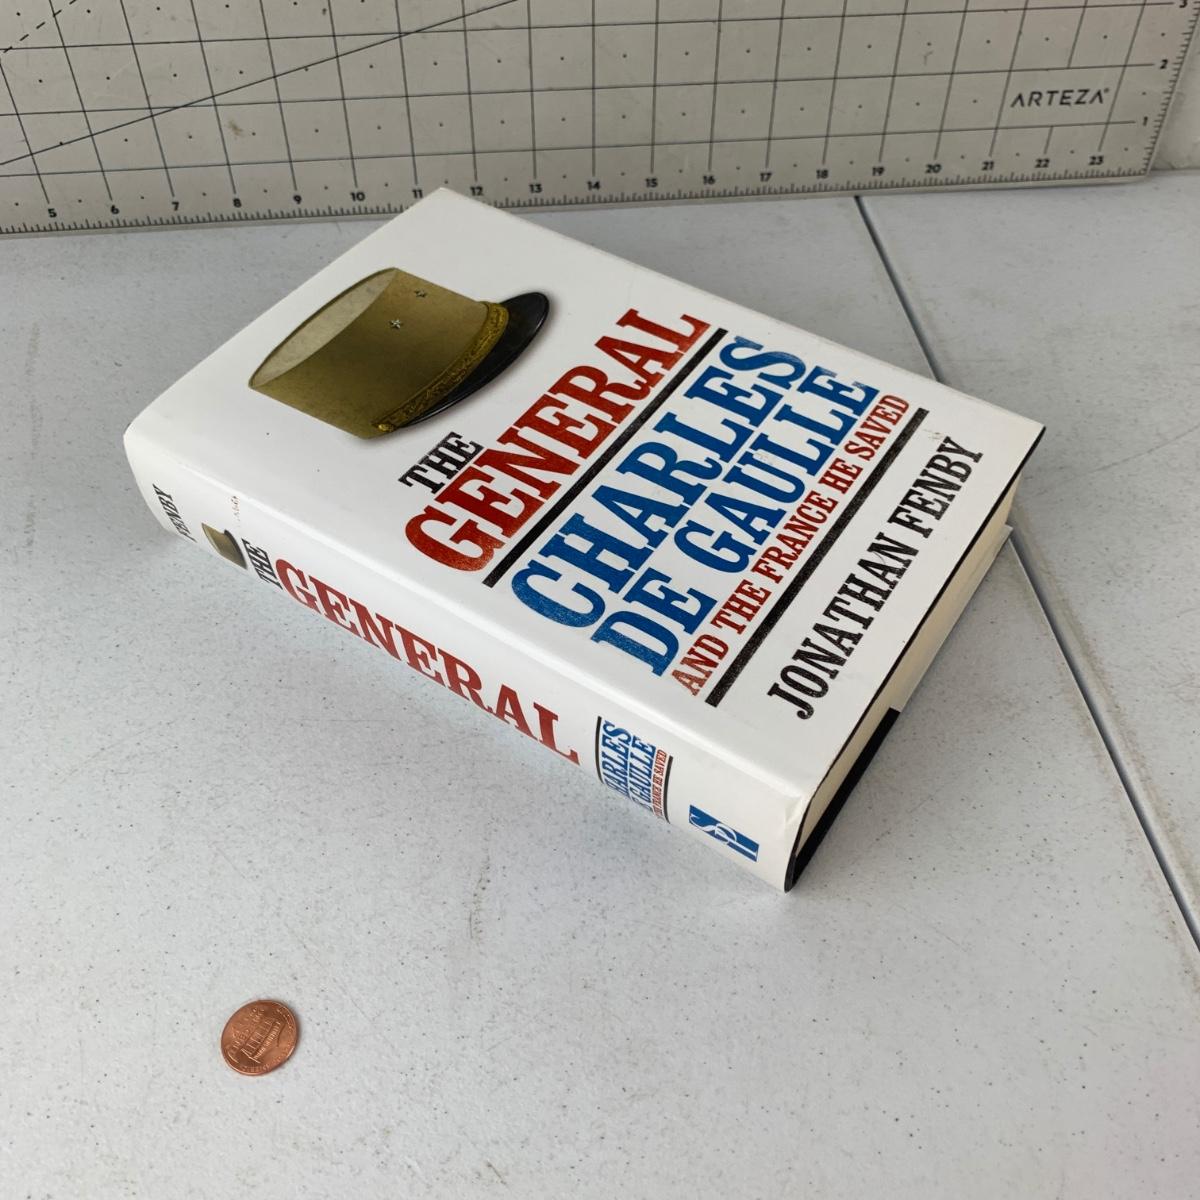 ARTEZA
1
2
3
5 6 7 8 9 10 11 12 13 14 15 16 17 18 19 20 21 22 23
THE
GENERAL
CHARLES
DE GAULLE
AND THE FRANCE HE SAVED
JONATHAN FENBY
FENBY
THE
GENERAL
CHARLES
DE GAULLE
THE FRANCE HE SAVED